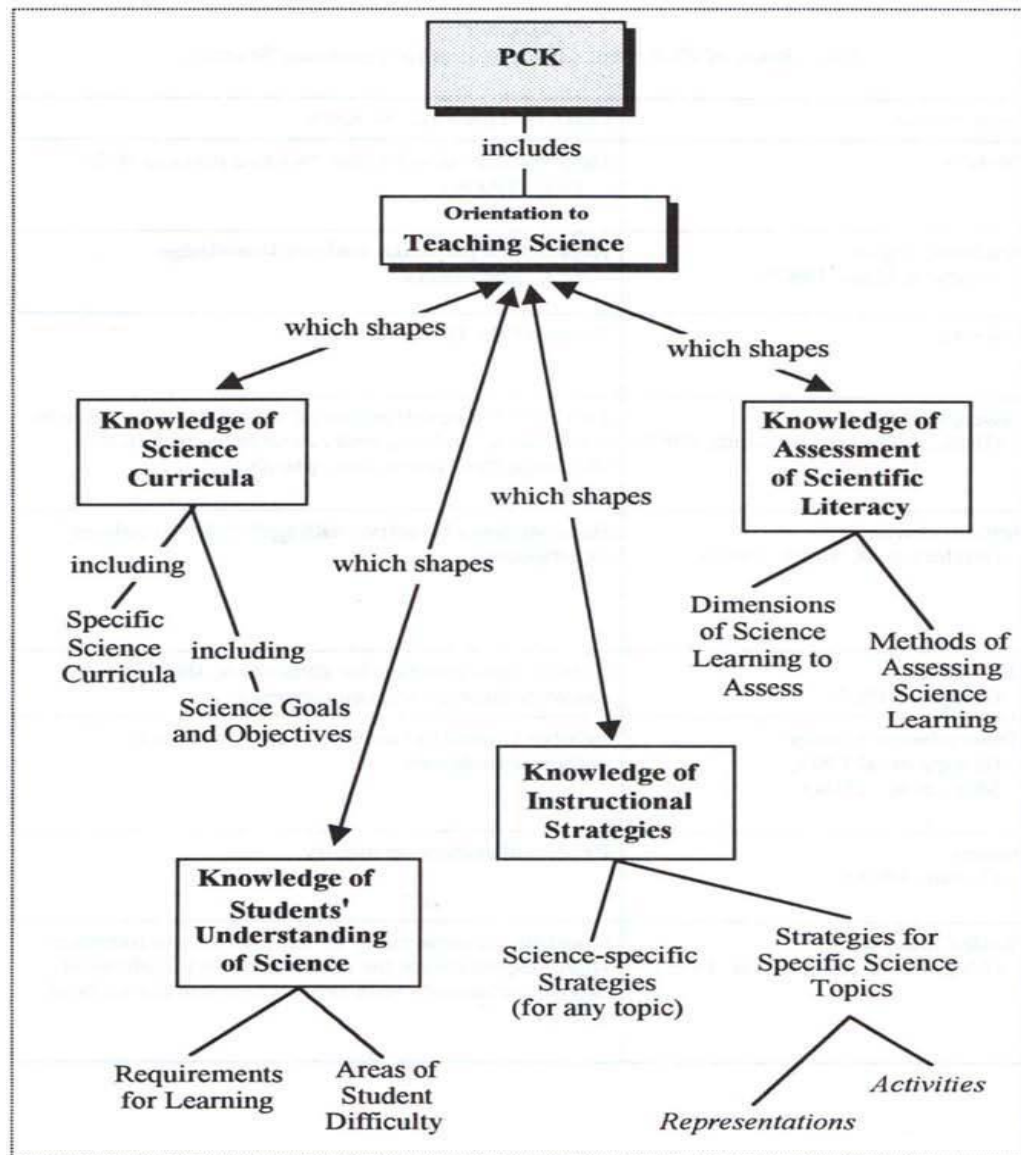 PCK
includes
Orientation to
Teaching Science
which shapes
which shapes
Knowledge of
Science
Curricula
Knowledge of
Assessment
of Scientific
Literacy
which shapes
which shapes
including
Specific
Science
Curricula
including
Science Goals
and Objectives
Dimensions
of Science
Learning to
Assess
Methods of
Assessing
Science
Learning
Knowledge of
Instructional
Strategies
Knowledge of
Students'
Understanding
of Science
Science-specific
Strategies
(for any topic)
Strategies for
Specific Science
Topics
Requirements
for Learning
Areas of
Student
Difficulty
Activities
Representations